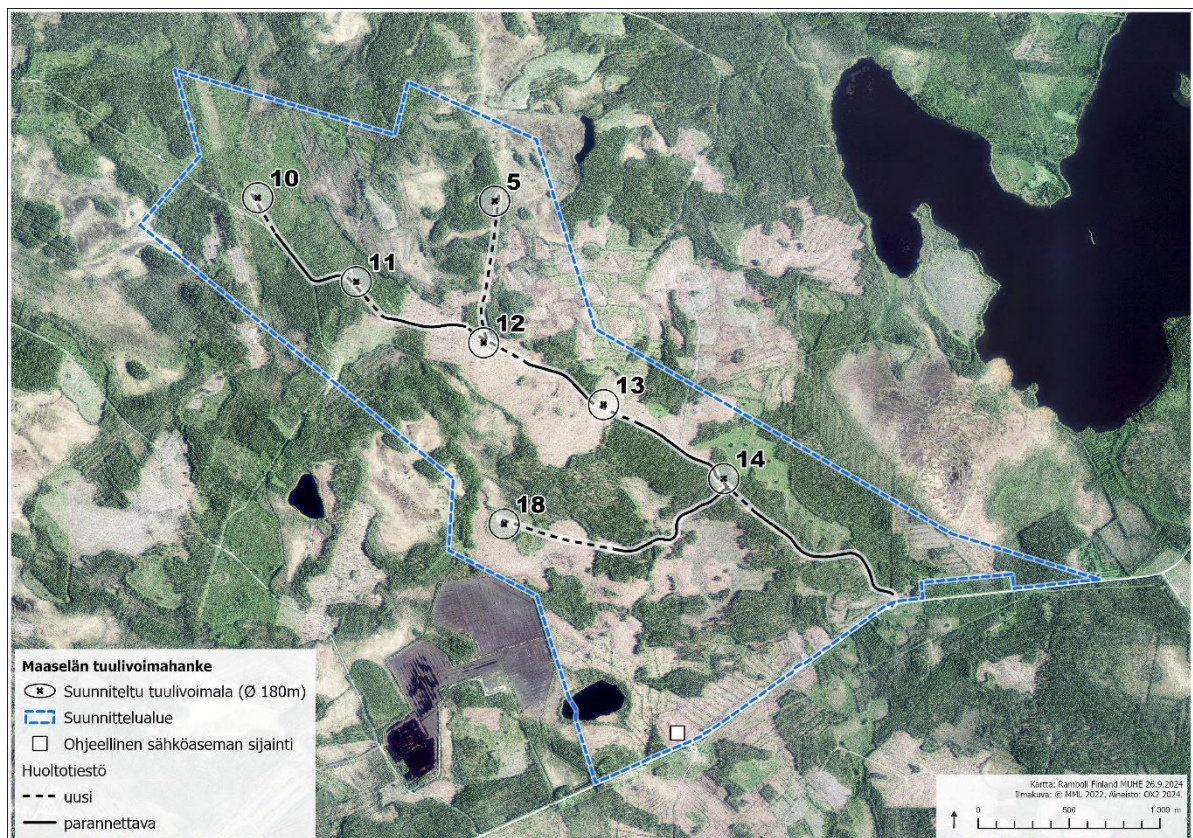 10
5
11
12
13
14
18
Maaselän tuulivoimahanke
Suunniteltu tuulivoimala (Ø 180m)
Suunnittelualue
Ohjeellinen sähköaseman sijainti
Huoltotiestö
uusi
parannettava
Kartta: Ramboll Finland MUHE 26.9.2024
Ilmakuva: © MML 2022. Aineisto: OX2 2024.
0 500 1 000 m